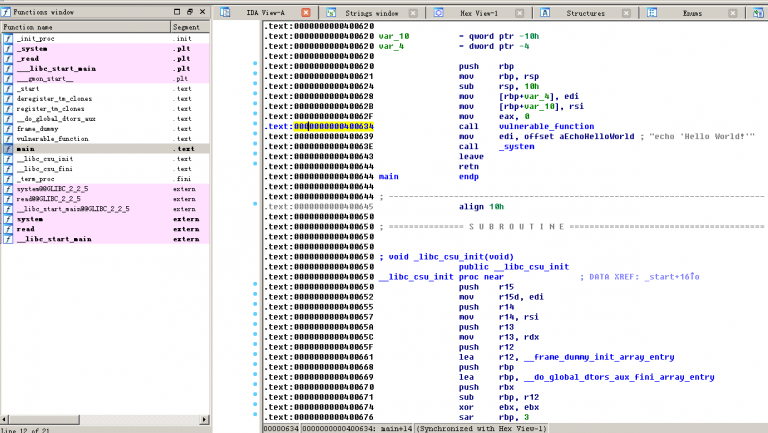 Functions window
Function name Segment
_init_proc .init
_system .plt
_read .plt
___libc_start_main .plt
___gmon_start__ .plt
_start .text
deregister_tm_clones .text
register_tm_clones .text
__do_global_dtors_aux .text
frame_dummy .text
vulnerable_function .text
main .text
__libc_csu_init .text
__libc_csu_fini .text
_term_proc .fini
system@@GLIBC_2_2_5 extern
read@@GLIBC_2_2_5 extern
__libc_start_main@@GLIBC_2_2_5 extern
system extern
read extern
__libc_start_main extern
Line 12 of 21
IDA View-A Strings window Hex View-1 Structures Enums
.text:0000000000400620
.text:0000000000400620 var_10 = qword ptr -10h
.text:0000000000400620 var_4 = dword ptr -4
.text:0000000000400620
.text:0000000000400620 push rbp
.text:0000000000400621 mov rbp, rsp
.text:0000000000400624 sub rsp, 10h
.text:0000000000400628 mov [rbp+var_4], edi
.text:000000000040062B mov [rbp+var_10], rsi
.text:000000000040062F mov eax, 0
.text:0000000000400634 call vulnerable_function
.text:0000000000400639 mov edi, offset aEchoHelloWorld ; "echo 'Hello World!'"
.text:000000000040063E call _system
.text:0000000000400643 leave
.text:0000000000400644 retn
.text:0000000000400644 main endp
.text:0000000000400644
.text:0000000000400644 ; ---------------------------------------------------------------------------
.text:0000000000400645 align 10h
.text:0000000000400650
.text:0000000000400650 ; =============== S U B R O U T I N E =======================================
.text:0000000000400650
.text:0000000000400650
.text:0000000000400650 ; void _libc_csu_init(void)
.text:0000000000400650 public __libc_csu_init
.text:0000000000400650 __libc_csu_init proc near ; DATA XREF: _start+16↑o
.text:0000000000400650 push r15
.text:0000000000400652 mov r15d, edi
.text:0000000000400655 push r14
.text:0000000000400657 mov r14, rsi
.text:000000000040065A push r13
.text:000000000040065C mov r13, rdx
.text:000000000040065F push r12
.text:0000000000400661 lea r12, __frame_dummy_init_array_entry
.text:0000000000400668 push rbp
.text:0000000000400669 lea rbp, __do_global_dtors_aux_fini_array_entry
.text:0000000000400670 push rbx
.text:0000000000400671 sub rbp, r12
.text:0000000000400674 xor ebx, ebx
.text:0000000000400676 sar rbp, 3
00000634 0000000000400634: main+14 (Synchronized with Hex View-1)